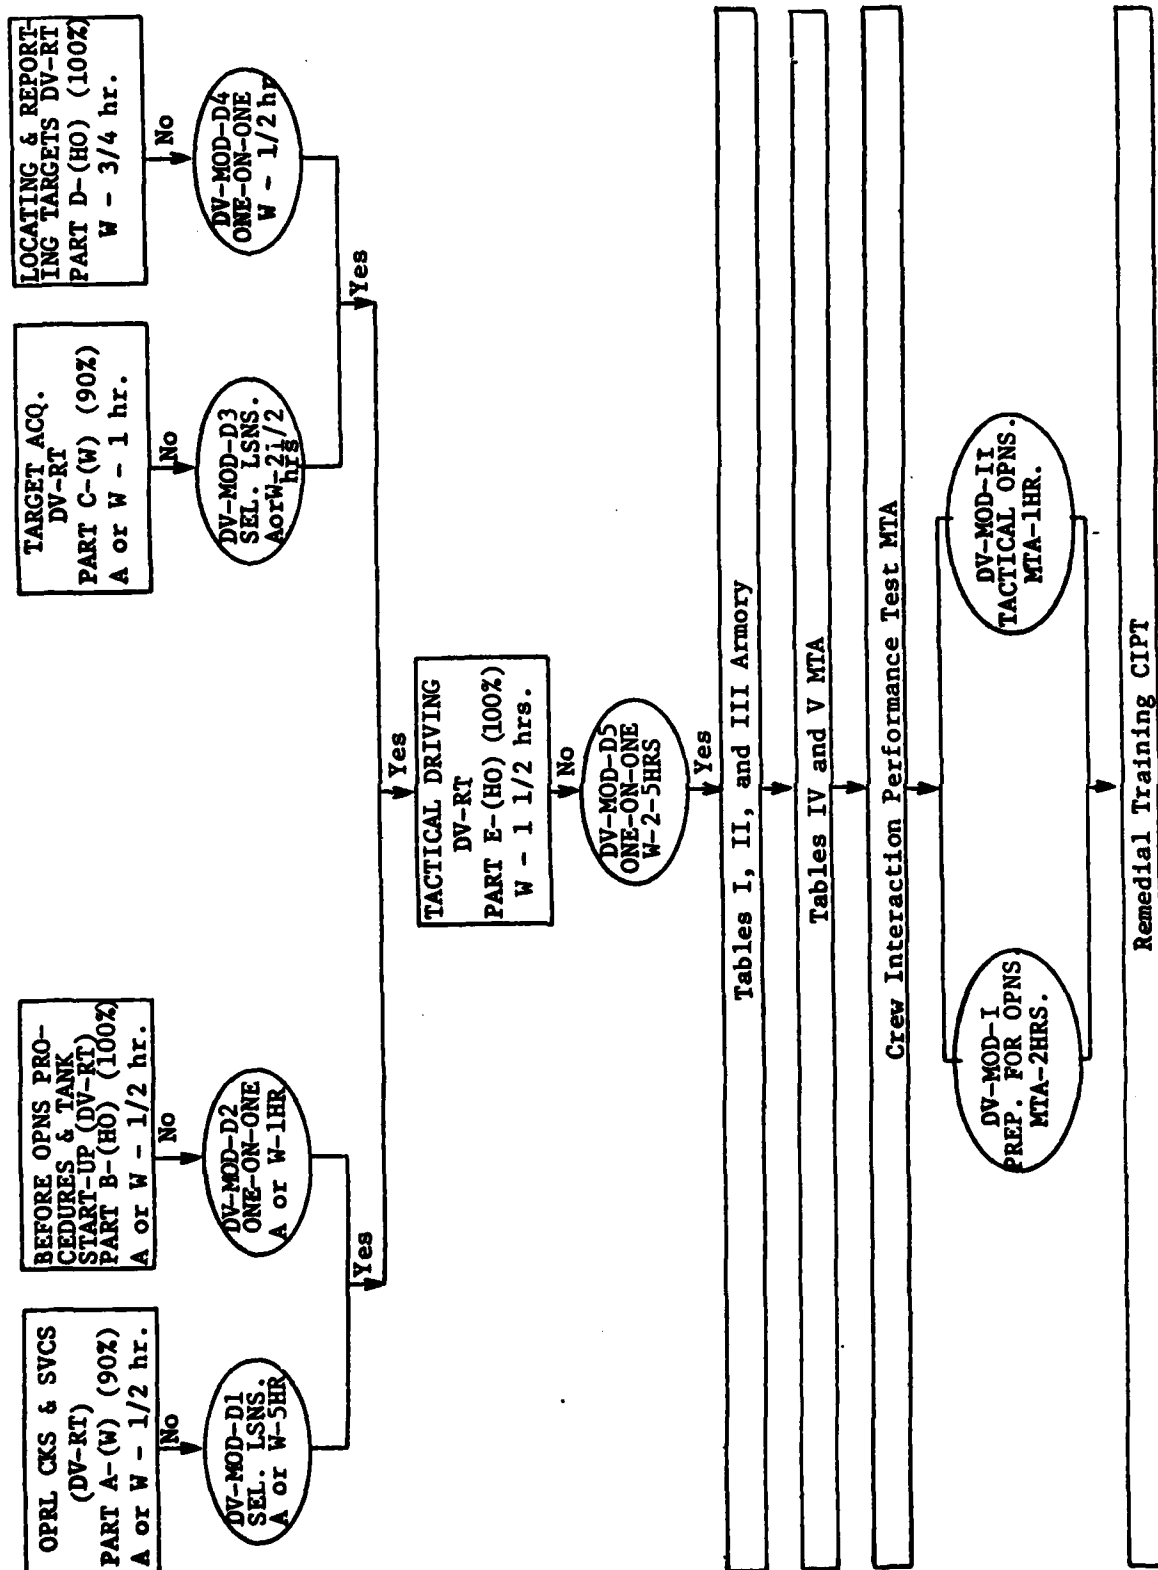 OPRL CKS & SVCS
(DV-RT)
PART A-(W) (90%)
A or W - 1/2 hr.
No
DV-MOD-D1
SEL. LSNS.
A or W-5HR
BEFORE OPNS PRO-
CEDURES & TANK
START-UP (DV-RT)
PART B-(HO) (100%)
A or W - 1/2 hr.
No
DV-MOD-D2
ONE-ON-ONE
A or W-1HR
Yes
TARGET ACQ.
DV-RT
PART C-(W) (90%)
A or W - 1 hr.
No
DV-MOD-D3
SEL. LSNS.
AorW-2 1/2
hrs
LOCATING & REPORT-
ING TARGETS DV-RT
PART D-(HO) (100%)
W - 3/4 hr.
No
DV-MOD-D4
ONE-ON-ONE
W - 1/2 hr
Yes
Yes
TACTICAL DRIVING
DV-RT
PART E-(HO) (100%)
W - 1 1/2 hrs.
No
DV-MOD-D5
ONE-ON-ONE
W-2-5HRS
Yes
Tables I, II, and III Armory
Tables IV and V MTA
Crew Interaction Performance Test MTA
DV-MOD-I
PREP. FOR OPNS.
MTA-2HRS.
DV-MOD-II
TACTICAL OPNS.
MTA-1HR.
Remedial Training CIPT